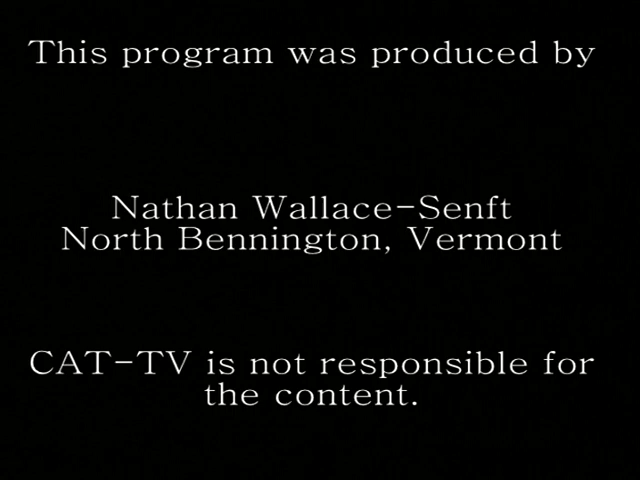 This program was produced by
Nathan Wallace-Senft
North Bennington, Vermont
CAT-TV is not responsible for
the content.